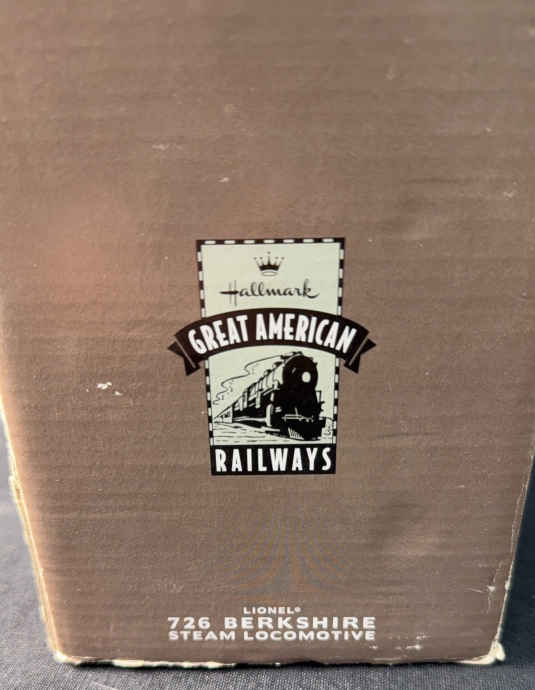 Hallmark
GREAT AMERICAN
RAILWAYS
LIONEL®
726 BERKSHIRE
STEAM LOCOMOTIVE